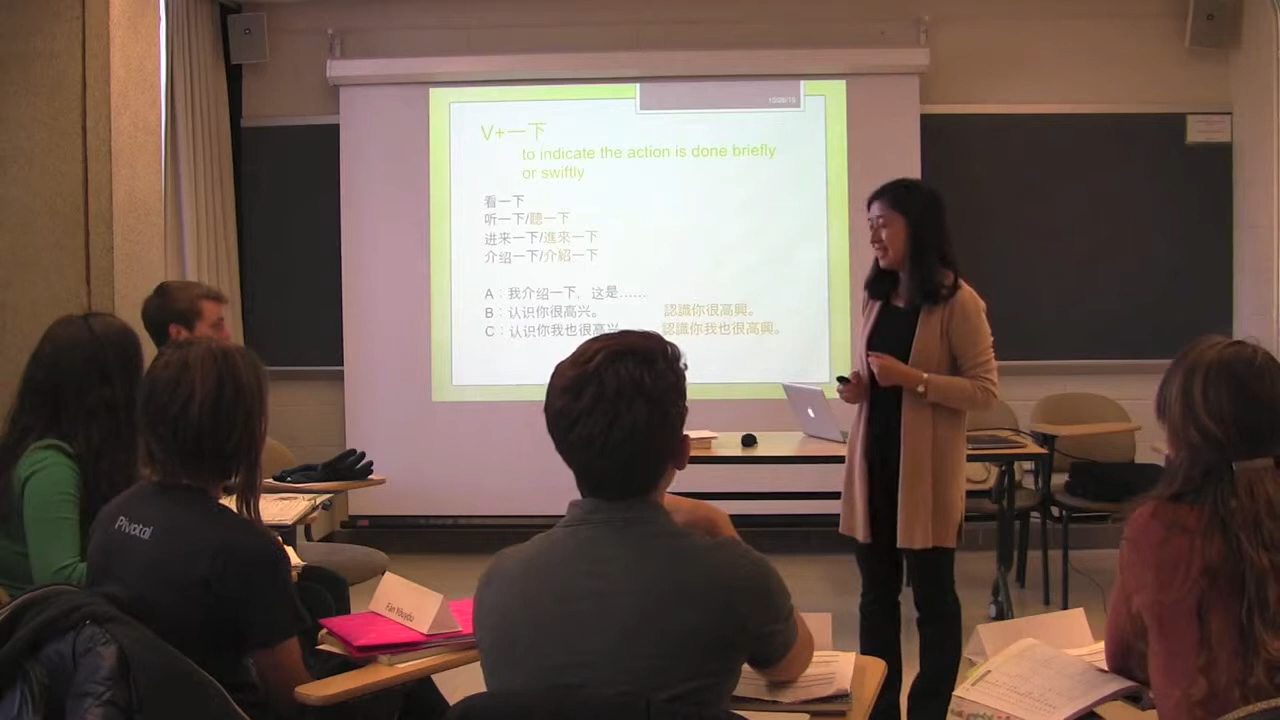 V+一下
to indicate the action is done briefly
or swiftly
看一下
听一下/聽一下
进来一下/進來一下
介绍一下/介紹一下
A：我介绍一下，这是……
B：认识你很高兴。 認識你很高興。
C：认识你我也很高兴 認識你我也很高興。
Pivotal